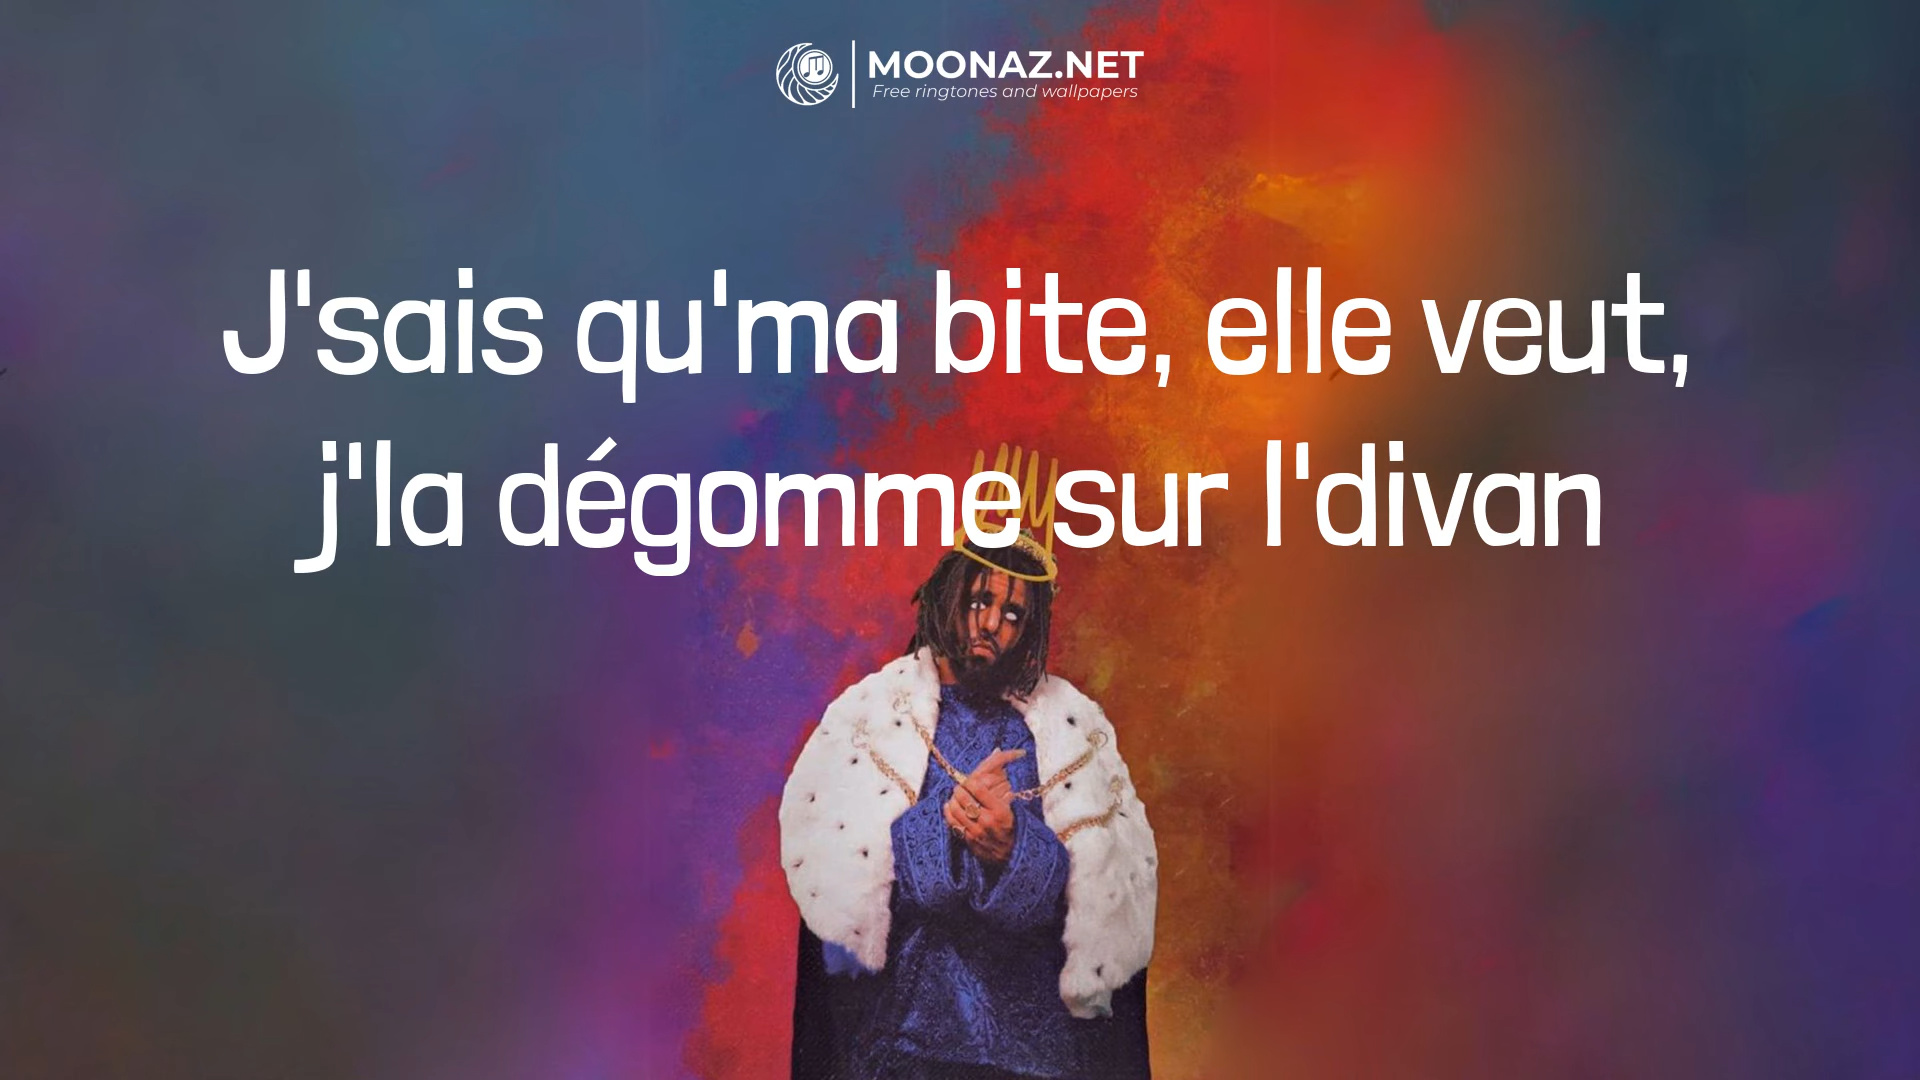 MOONAZ.NET
Free ringtones and wallpapers
J'sais qu'ma bite, elle veut,
j'la dégomme sur l'divan